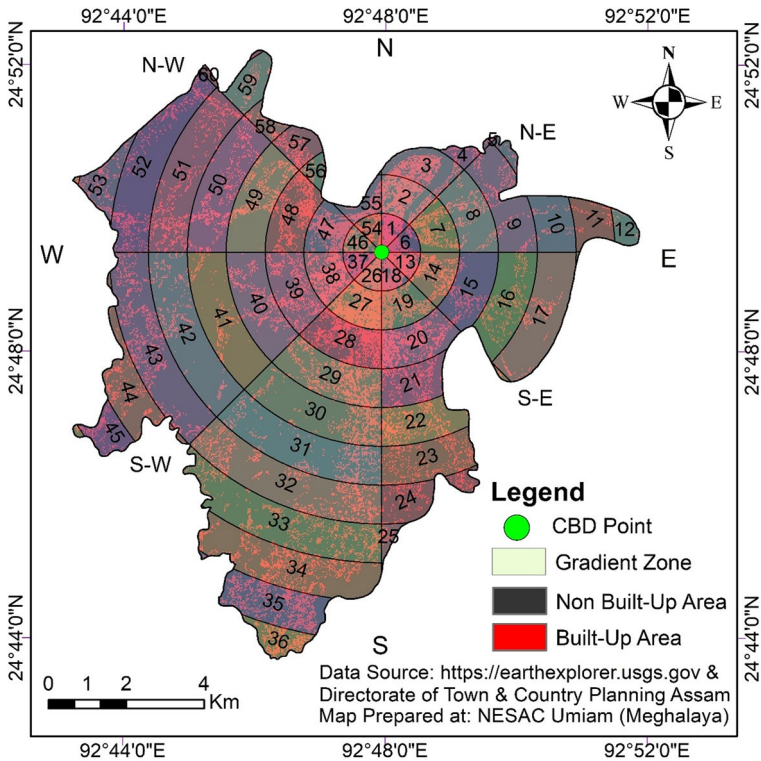 92°44'0"E 92°48'0"E 92°52'0"E
24°52'0"N 24°52'0"N
N
N-W
N-E
N
W E
S
60 59
58 57
56
53 52 51 50 49 48 47
55
54 1 2 3 4 5
46 6 7 8 9 10 11 12
W
E
37 13
26 18
38 39 40 41 42 43 44 45
14 15 16 17
27 19
28 20
29 21
30 22
31 23
32 24
33 25
34
35
36
24°48'0"N 24°48'0"N
S-E
S-W
S
Legend
CBD Point
Gradient Zone
Non Built-Up Area
Built-Up Area
24°44'0"N 24°44'0"N
0 1 2 4
Km
Data Source: https://earthexplorer.usgs.gov &
Directorate of Town & Country Planning Assam
Map Prepared at: NESAC Umiam (Meghalaya)
92°44'0"E 92°48'0"E 92°52'0"E